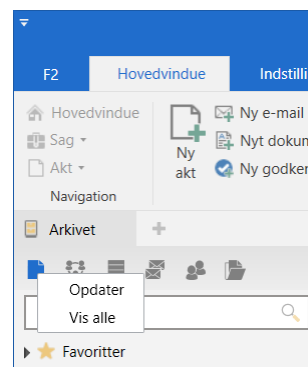 F2 Hovedvindue Indstilli
Hovedvindue
Sag
Akt
Ny
akt
Ny e-mail
Nyt dokum
Ny godker
Navigation
Arkivet
Opdater
Vis alle
Favoritter